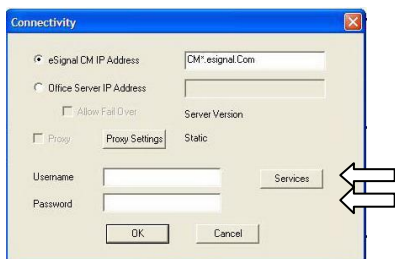 Connectivity
eSignal CM IP Address CM*.esignal.Com
Office Server IP Address
Allow Fail Over Server Version
Proxy Proxy Settings Static
Username Services
Password
OK Cancel